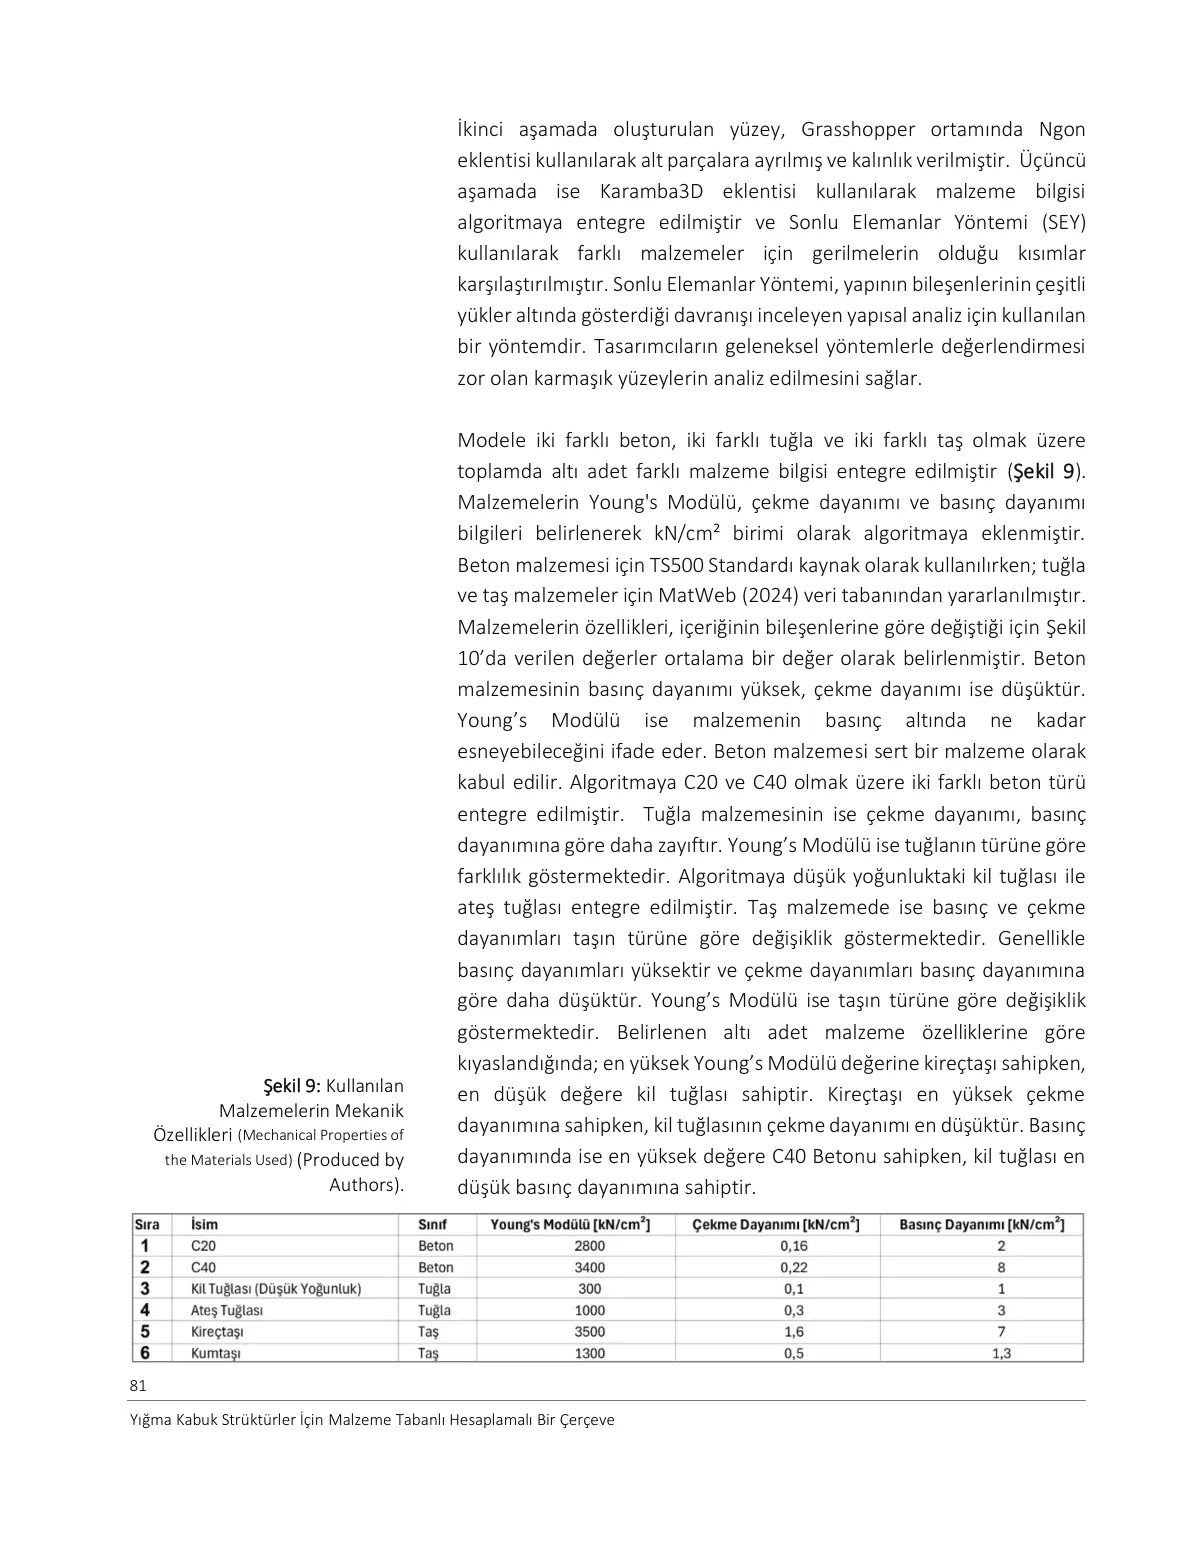 İkinci aşamada oluşturulan yüzey, Grasshopper ortamında Ngon
eklentisi kullanılarak alt parçalara ayrılmış ve kalınlık verilmiştir. Üçüncü
aşamada ise Karamba3D eklentisi kullanılarak malzeme bilgisi
algoritmaya entegre edilmiştir ve Sonlu Elemanlar Yöntemi (SEY)
kullanılarak farklı malzemeler için gerilmelerin olduğu kısımlar
karşılaştırılmıştır. Sonlu Elemanlar Yöntemi, yapının bileşenlerinin çeşitli
yükler altında gösterdiği davranışı inceleyen yapısal analiz için kullanılan
bir yöntemdir. Tasarımcıların geleneksel yöntemlerle değerlendirmesi
zor olan karmaşık yüzeylerin analiz edilmesini sağlar.
Modele iki farklı beton, iki farklı tuğla ve iki farklı taş olmak üzere
toplamda altı adet farklı malzeme bilgisi entegre edilmiştir (Şekil 9).
Malzemelerin Young's Modülü, çekme dayanımı ve basınç dayanımı
bilgileri belirlenerek kN/cm² birimi olarak algoritmaya eklenmiştir.
Beton malzemesi için TS500 Standardı kaynak olarak kullanılırken; tuğla
ve taş malzemeler için MatWeb (2024) veri tabanından yararlanılmıştır.
Malzemelerin özellikleri, içeriğinin bileşenlerine göre değiştiği için Şekil
10’da verilen değerler ortalama bir değer olarak belirlenmiştir. Beton
malzemesinin basınç dayanımı yüksek, çekme dayanımı ise düşüktür.
Young’s Modülü ise malzemenin basınç altında ne kadar
esneyebileceğini ifade eder. Beton malzemesi sert bir malzeme olarak
kabul edilir. Algoritmaya C20 ve C40 olmak üzere iki farklı beton türü
entegre edilmiştir. Tuğla malzemesinin ise çekme dayanımı, basınç
dayanımına göre daha zayıftır. Young’s Modülü ise tuğlanın türüne göre
farklılık göstermektedir. Algoritmaya düşük yoğunluktaki kil tuğlası ile
ateş tuğlası entegre edilmiştir. Taş malzemede ise basınç ve çekme
dayanımları taşın türüne göre değişiklik göstermektedir. Genellikle
basınç dayanımları yüksektir ve çekme dayanımları basınç dayanımına
göre daha düşüktür. Young’s Modülü ise taşın türüne göre değişiklik
göstermektedir. Belirlenen altı adet malzeme özelliklerine göre
kıyaslandığında; en yüksek Young’s Modülü değerine kireçtaşı sahipken,
en düşük değere kil tuğlası sahiptir. Kireçtaşı en yüksek çekme
dayanımına sahipken, kil tuğlasının çekme dayanımı en düşüktür. Basınç
dayanımında ise en yüksek değere C40 Betonu sahipken, kil tuğlası en
düşük basınç dayanımına sahiptir.
Şekil 9: Kullanılan
Malzemelerin Mekanik
Özellikleri (Mechanical Properties of
the Materials Used) (Produced by
Authors).
Sıra İsim Sınıf Young's Modülü [kN/cm²] Çekme Dayanımı [kN/cm²] Basınç Dayanımı [kN/cm²]
1 C20 Beton 2800 0,16 2
2 C40 Beton 3400 0,22 8
3 Kil Tuğlası (Düşük Yoğunluk) Tuğla 300 0,1 1
4 Ateş Tuğlası Tuğla 1000 0,3 3
5 Kireçtaşı Taş 3500 1,6 7
6 Kumtaşı Taş 1300 0,5 1,3
81
Yığma Kabuk Strüktürler İçin Malzeme Tabanlı Hesaplamalı Bir Çerçeve